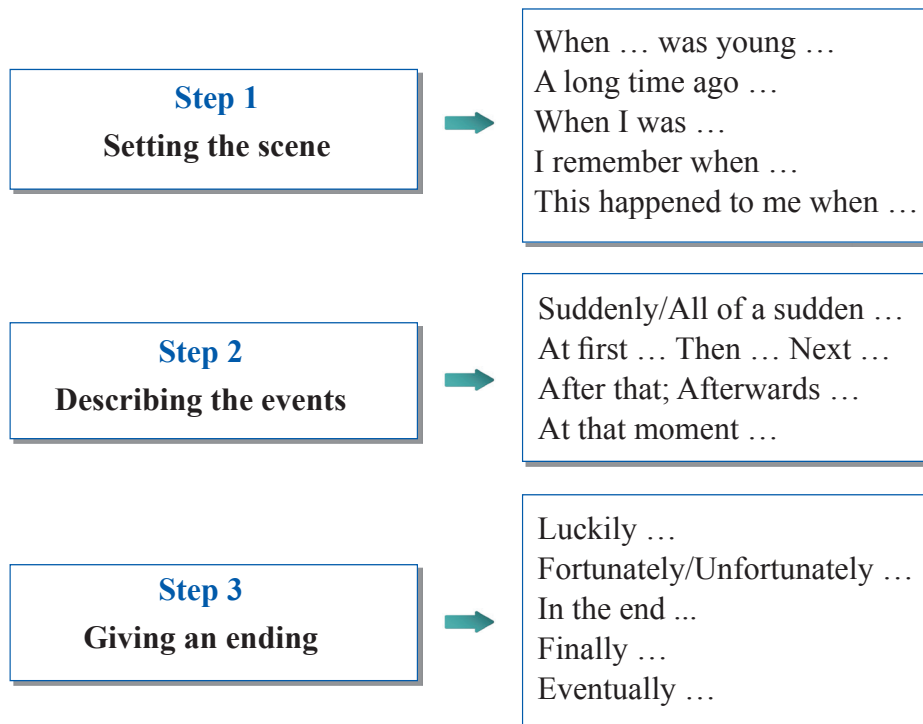 Step 1
Setting the scene
When … was young …
A long time ago …
When I was …
I remember when …
This happened to me when …
Step 2
Describing the events
Suddenly/All of a sudden …
At first … Then … Next …
After that; Afterwards …
At that moment …
Step 3
Giving an ending
Luckily …
Fortunately/Unfortunately …
In the end ...
Finally …
Eventually …